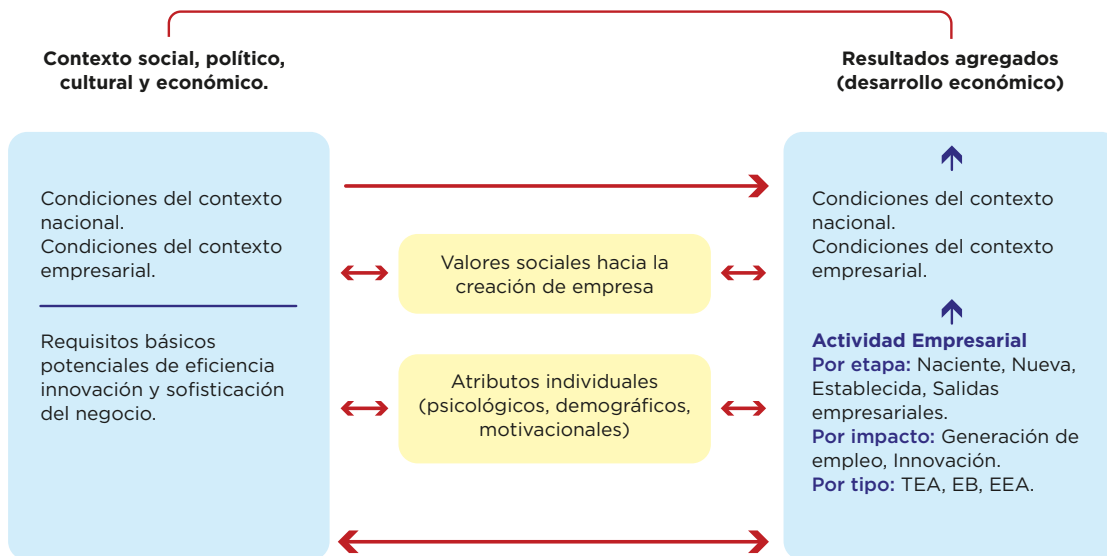 Contexto social, político,
cultural y económico.
Resultados agregados
(desarrollo económico)
Condiciones del contexto
nacional.
Condiciones del contexto
empresarial.
Requisitos básicos
potenciales de eficiencia
innovación y sofisticación
del negocio.
Valores sociales hacia la
creación de empresa
Atributos individuales
(psicológicos, demográficos,
motivacionales)
Condiciones del contexto
nacional.
Condiciones del contexto
empresarial.
Actividad Empresarial
Por etapa: Naciente, Nueva,
Establecida, Salidas
empresariales.
Por impacto: Generación de
empleo, Innovación.
Por tipo: TEA, EB, EEA.